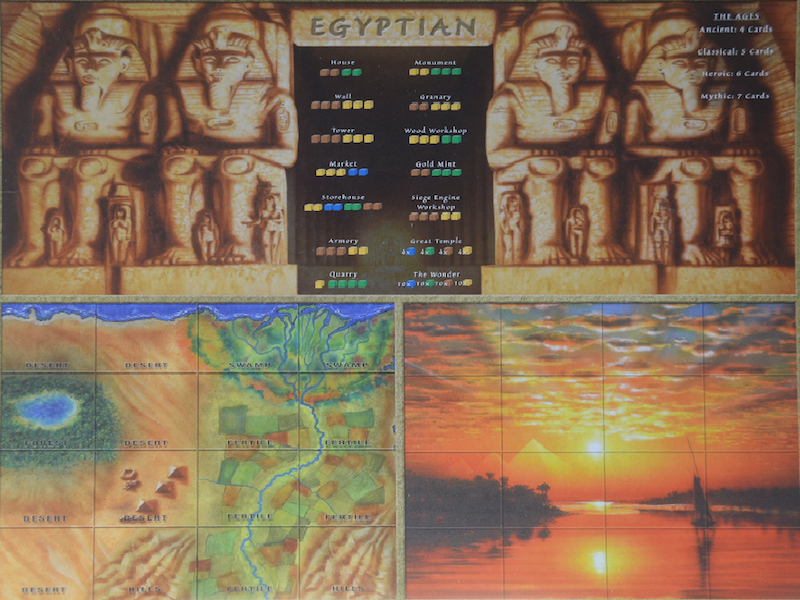 EGYPTIAN
THE AGES
Ancient: 4 Cards
Classical: 5 Cards
Heroic: 6 Cards
Mythic: 7 Cards
House
Monument
Wall
Granary
Tower
Wood Workshop
Market
Gold Mint
Storehouse
Siege Engine
Workshop
Armory
Great Temple
4x 4x 4x 4x
Quarry
The Wonder
10x 10x 10x 10x
DESERT DESERT SWAMP SWAMP
FOREST DESERT FERTILE FERTILE
DESERT DESERT FERTILE FERTILE
DESERT HILLS FERTILE HILLS